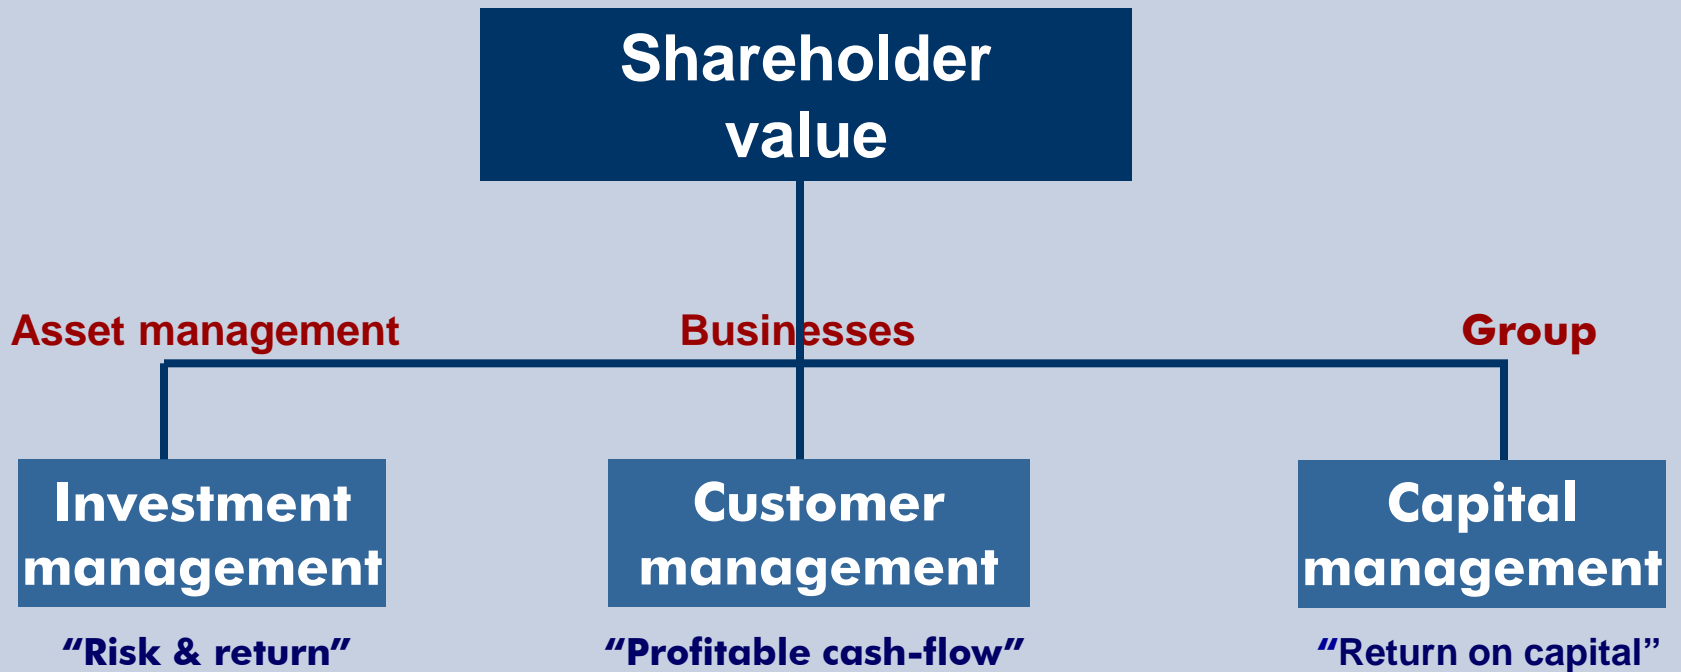 Shareholder
value
Asset management
Businesses
Group
Investment
management
Customer
management
Capital
management
“Risk & return”
“Profitable cash-flow”
“Return on capital”